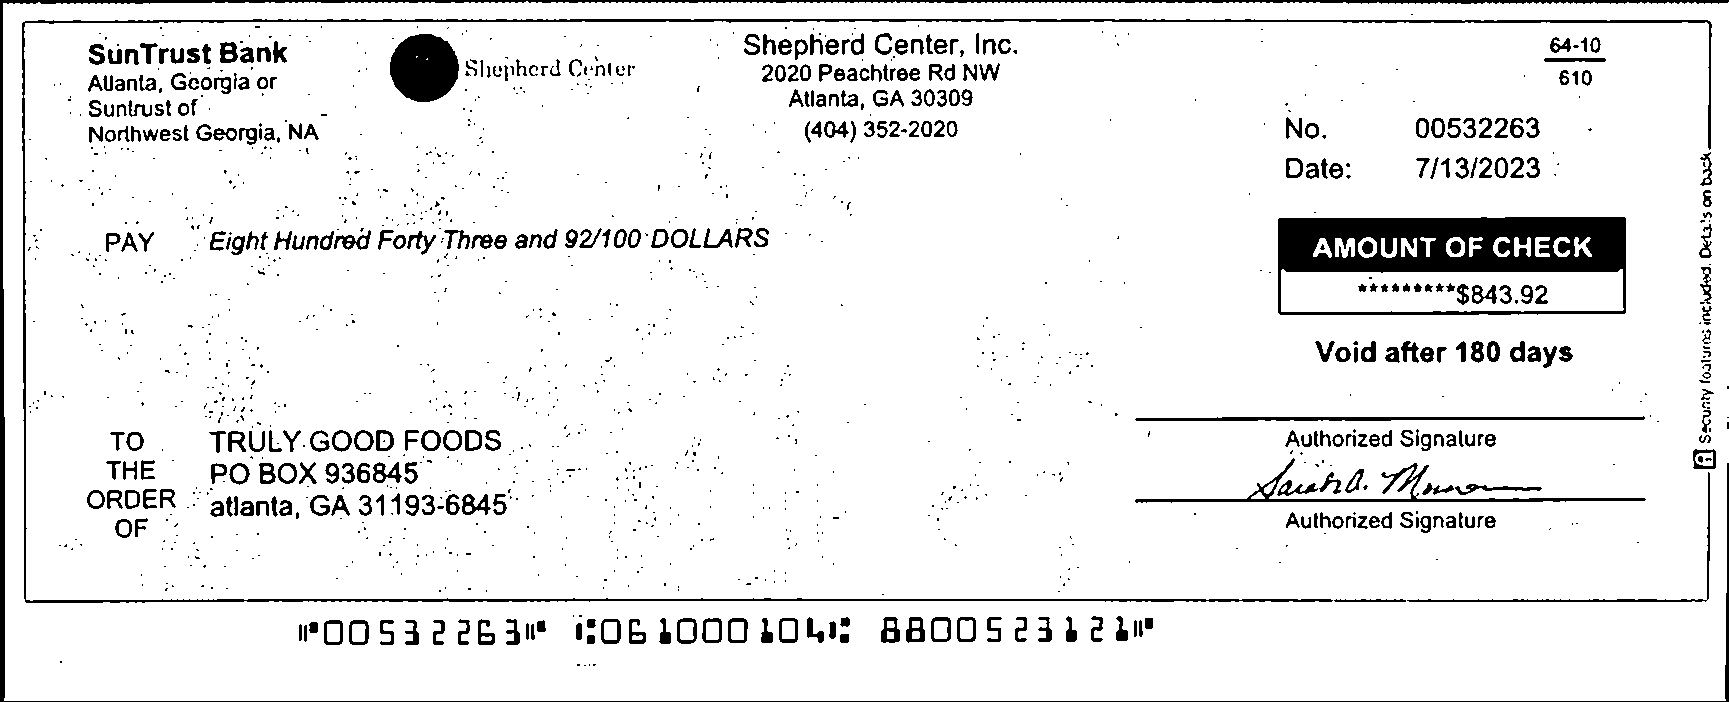 SunTrust Bank
Atlanta, Georgia or
Suntrust of
Northwest Georgia, NA
Shepherd Center
Shepherd Center, Inc.
2020 Peachtree Rd NW
Atlanta, GA 30309
(404) 352-2020
64-10
610
No. 00532263
Date: 7/13/2023
PAY Eight Hundred Forty Three and 92/100 DOLLARS
AMOUNT OF CHECK
**********$843.92
Void after 180 days
TO THE ORDER OF
TRULY GOOD FOODS
PO BOX 936845
atlanta, GA 31193-6845
Authorized Signature
Authorized Signature
Security features included. Details on back.
⑈00532263⑈ ⑆061000104⑆ 8800523121⑈